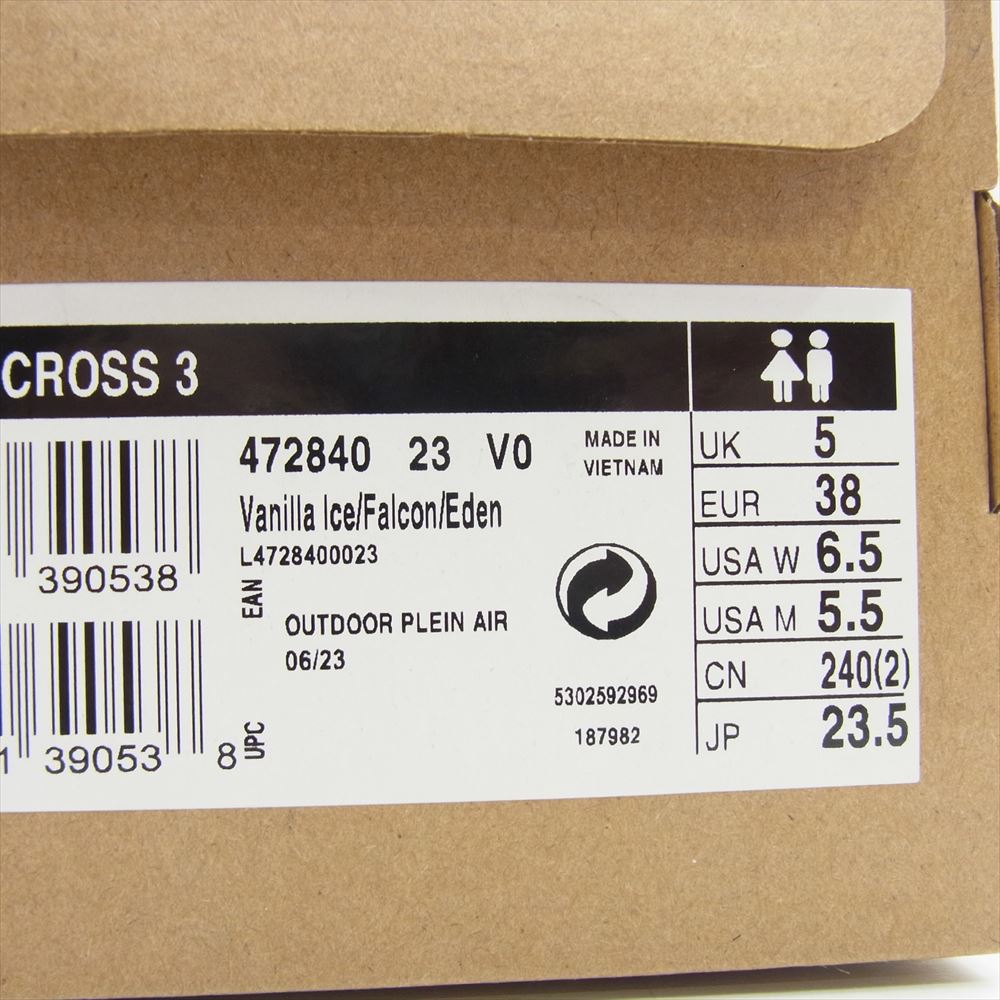 CROSS 3
472840 23 V0
Vanilla Ice/Falcon/Eden
L4728400023
MADE IN
VIETNAM
390538
EAN
OUTDOOR PLEIN AIR
06/23
1 39053 8
UPC
5302592969
187982
UK 5
EUR 38
USA W 6.5
USA M 5.5
CN 240(2)
JP 23.5